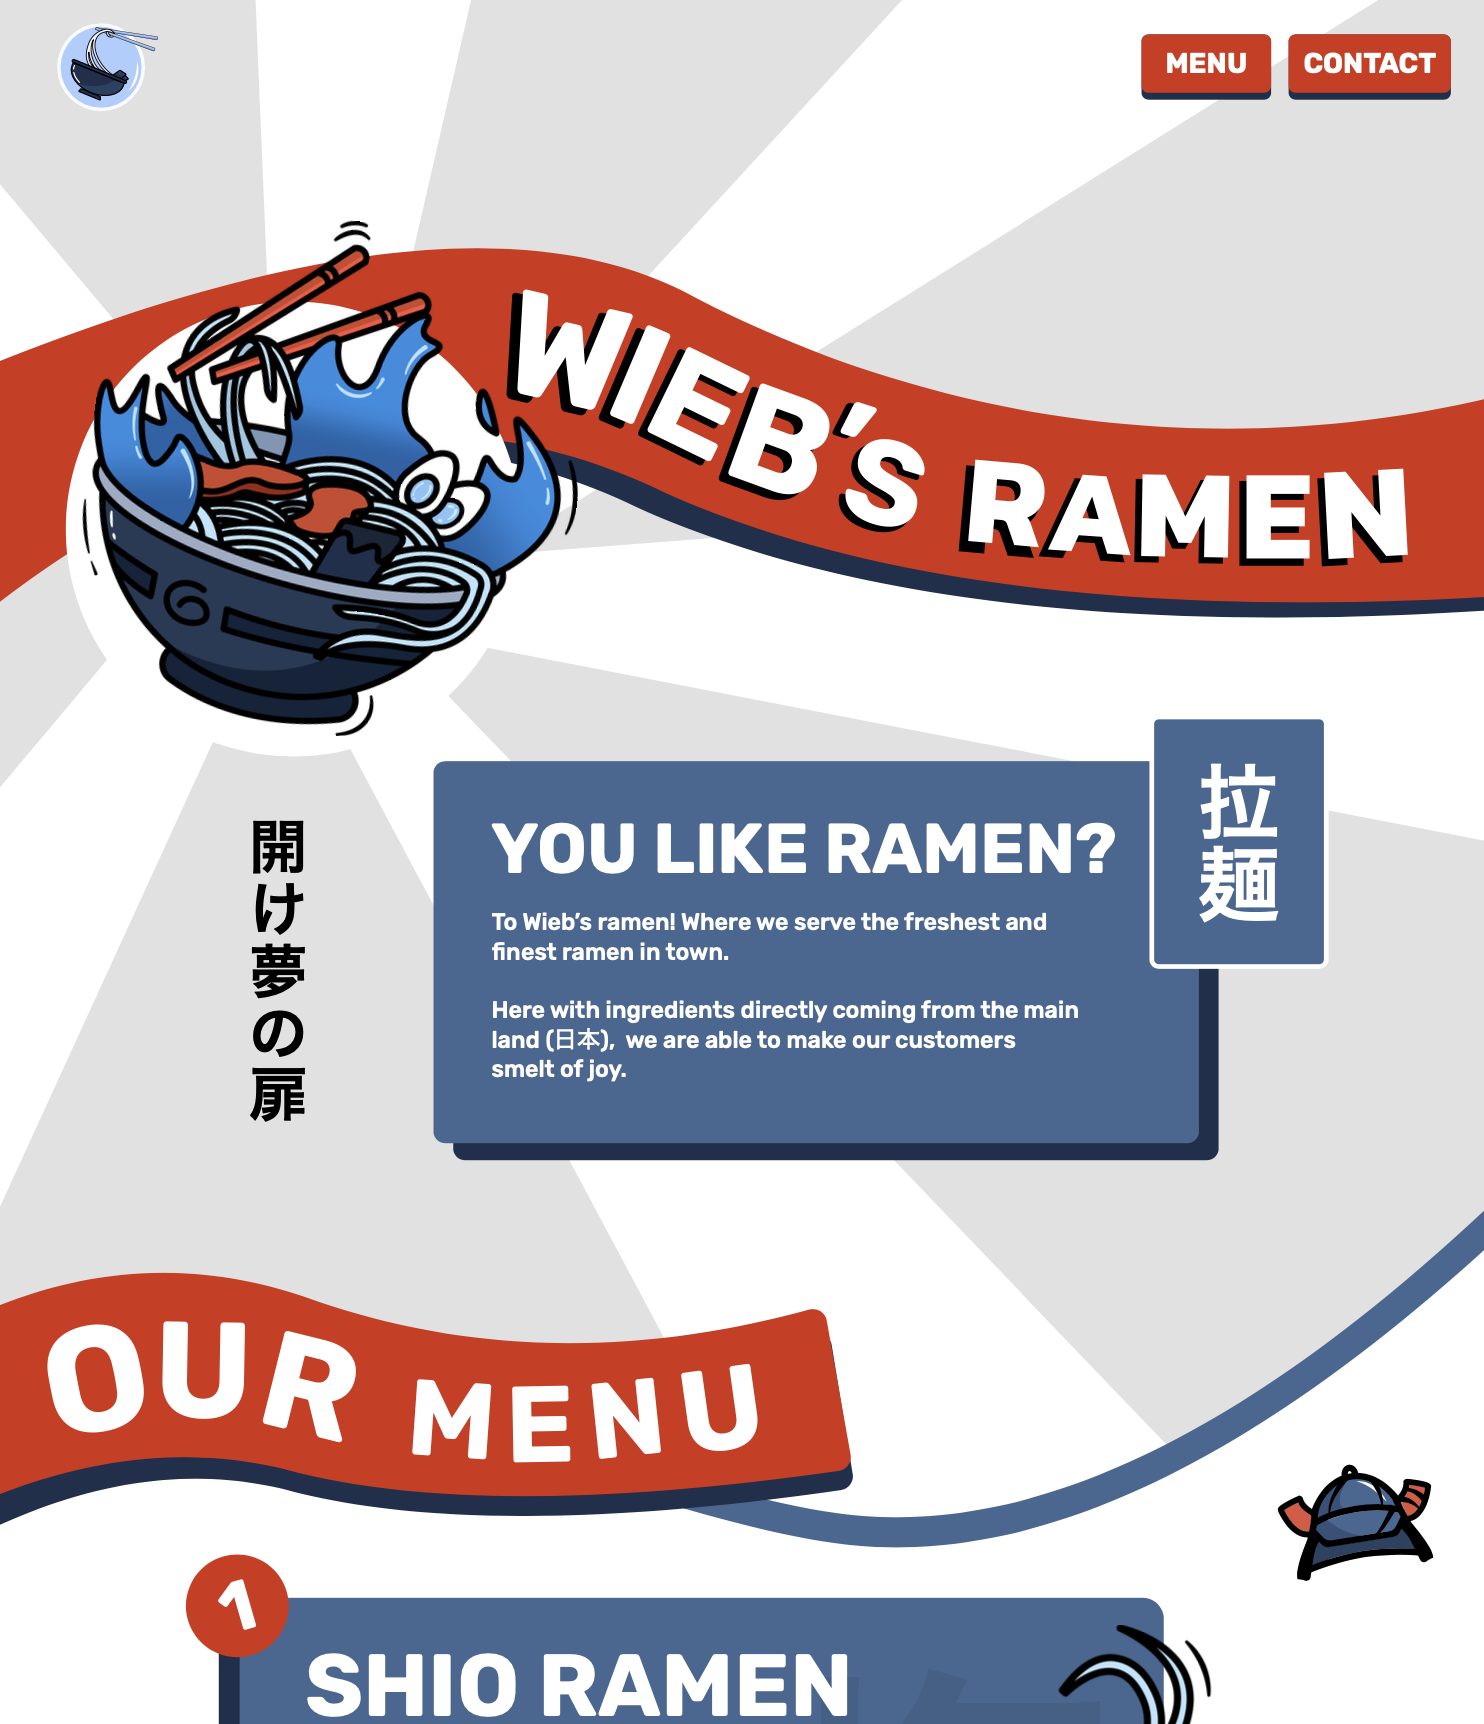 MENU
CONTACT
WIEB'S RAMEN
拉麺
YOU LIKE RAMEN?
To Wieb's ramen! Where we serve the freshest and
finest ramen in town.
Here with ingredients directly coming from the main
land (日本), we are able to make our customers
smelt of joy.
開け夢の扉
OUR MENU
1
SHIO RAMEN